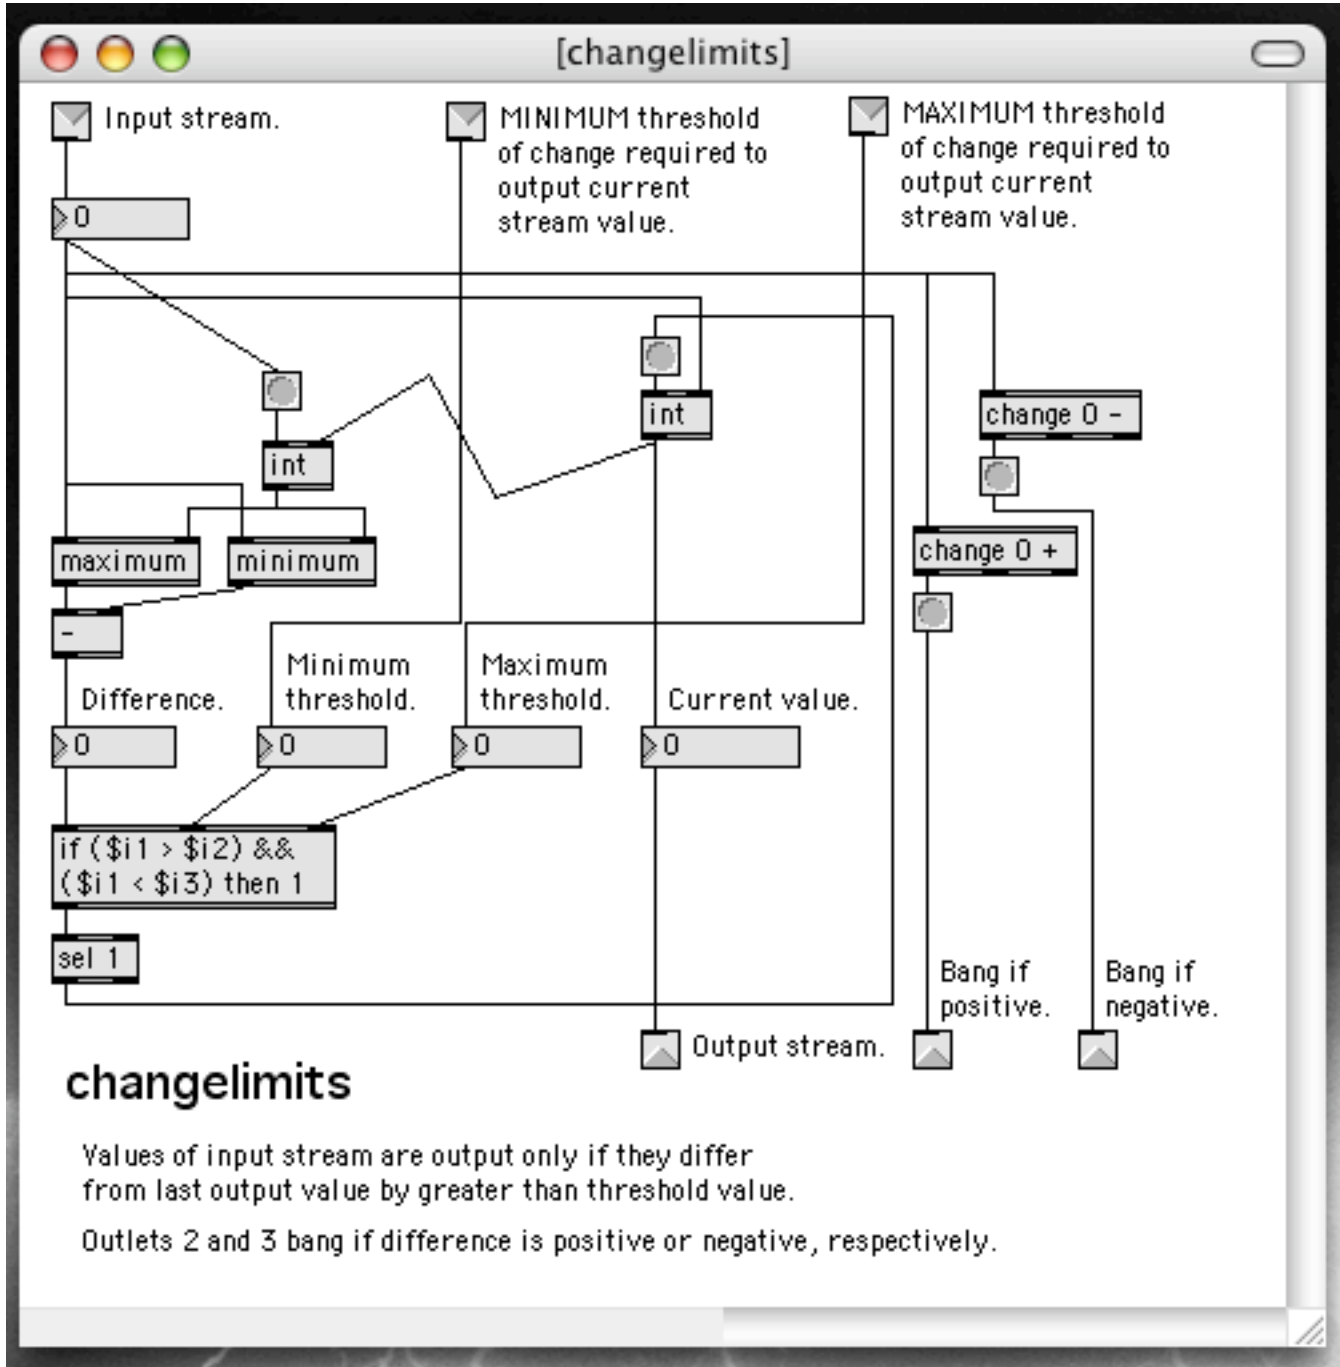 [changelimits]
Input stream.
MINIMUM threshold
of change required to
output current
stream value.
MAXIMUM threshold
of change required to
output current
stream value.
0
int
change 0 -
int
change 0 +
maximum
minimum
-
Difference.
Minimum
threshold.
Maximum
threshold.
Current value.
0
0
0
0
if ($i1 > $i2) &&
($i1 < $i3) then 1
sel 1
Bang if
positive.
Bang if
negative.
Output stream.
changelimits
Values of input stream are output only if they differ
from last output value by greater than threshold value.
Outlets 2 and 3 bang if difference is positive or negative, respectively.